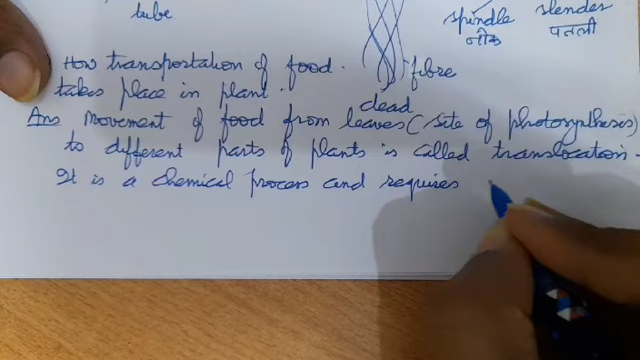 tube
spindle slender
नोक पतली
How transportation of food. fibre
takes place in plant.
dead
Ans Movement of food from leaves (site of photosynthesis)
to different parts of plants is called translocation.
It is a chemical process and requires